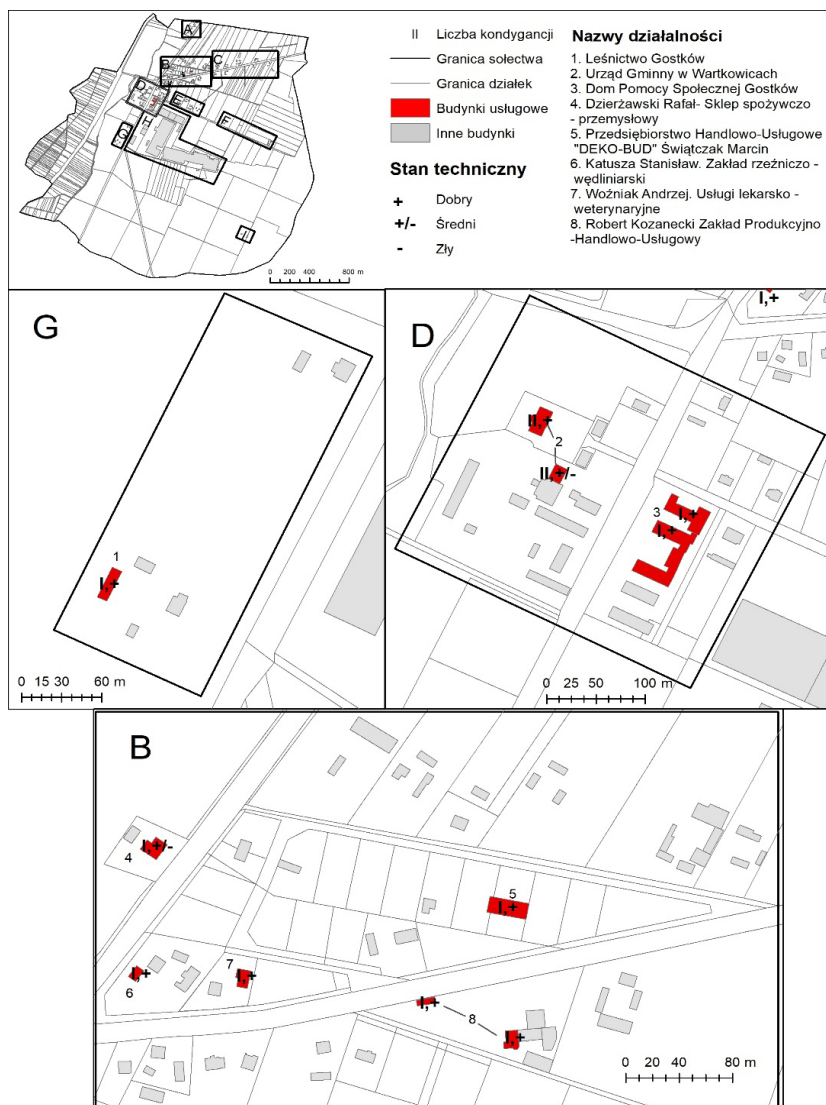 A
B
C
D
E
F
G
H
I
0 200 400 800 m
II Liczba kondygancji
Granica sołectwa
Granica działek
Budynki usługowe
Inne budynki
Stan techniczny
+ Dobry
+/- Średni
- Zły
Nazwy działalności
1. Leśnictwo Gostków
2. Urząd Gminny w Wartkowicach
3. Dom Pomocy Społecznej Gostków
4. Dzierżawski Rafał- Sklep spożywczo
- przemysłowy
5. Przedsiębiorstwo Handlowo-Usługowe
"DEKO-BUD" Świątczak Marcin
6. Katusza Stanisław. Zakład rzeźniczo -
wędliniarski
7. Woźniak Andrzej. Usługi lekarsko -
weterynaryjne
8. Robert Kozanecki Zakład Produkcyjno
-Handlowo-Usługowy
G
1
I,+
0 15 30 60 m
D
I,+
II,+
2
II,+/-
3
I,+
I,+
0 25 50 100 m
B
4
I,+/-
5
I,+
6
I,+
7
I,+
I,+
8
I,+
0 20 40 80 m